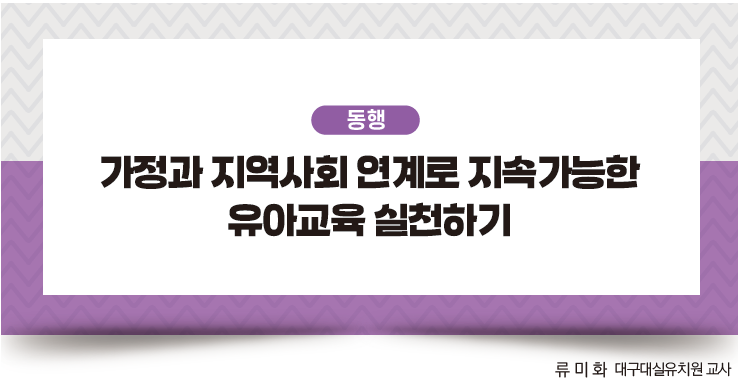 동행
가정과 지역사회 연계로 지속가능한
유아교육 실천하기
류 미 화 대구대실유치원 교사